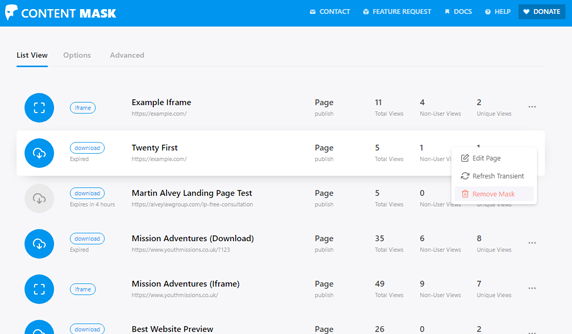 CONTENT MASK
CONTACT FEATURE REQUEST DOCS HELP DONATE
List View Options Advanced
iframe Example Iframe Page 11 4 2
https://example.com/ publish Total Views Non-User Views Unique Views
download Twenty First Page 5 1
Expired https://example.com/ publish Total Views
Edit Page
Refresh Transient
Remove Mask
download Martin Alvey Landing Page Test Page 5 0
Expires in 4 hours https://alveylawgroup.com/lp-free-consultation publish Total Views Non-User Views Unique Views
download Mission Adventures (Download) Page 35 6 8
Expired https://www.youthmissions.co.uk/?123 publish Total Views Non-User Views Unique Views
iframe Mission Adventures (Iframe) Page 49 9 7
https://www.youthmissions.co.uk/ publish Total Views Non-User Views Unique Views
download Best Website Preview Page 26 0 2